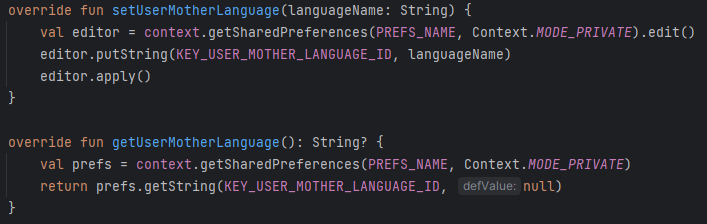 override fun setUserMotherLanguage(languageName: String) {
    val editor = context.getSharedPreferences(PREFS_NAME, Context.MODE_PRIVATE).edit()
    editor.putString(KEY_USER_MOTHER_LANGUAGE_ID, languageName)
    editor.apply()
}
override fun getUserMotherLanguage(): String? {
    val prefs = context.getSharedPreferences(PREFS_NAME, Context.MODE_PRIVATE)
    return prefs.getString(KEY_USER_MOTHER_LANGUAGE_ID, defValue: null)
}